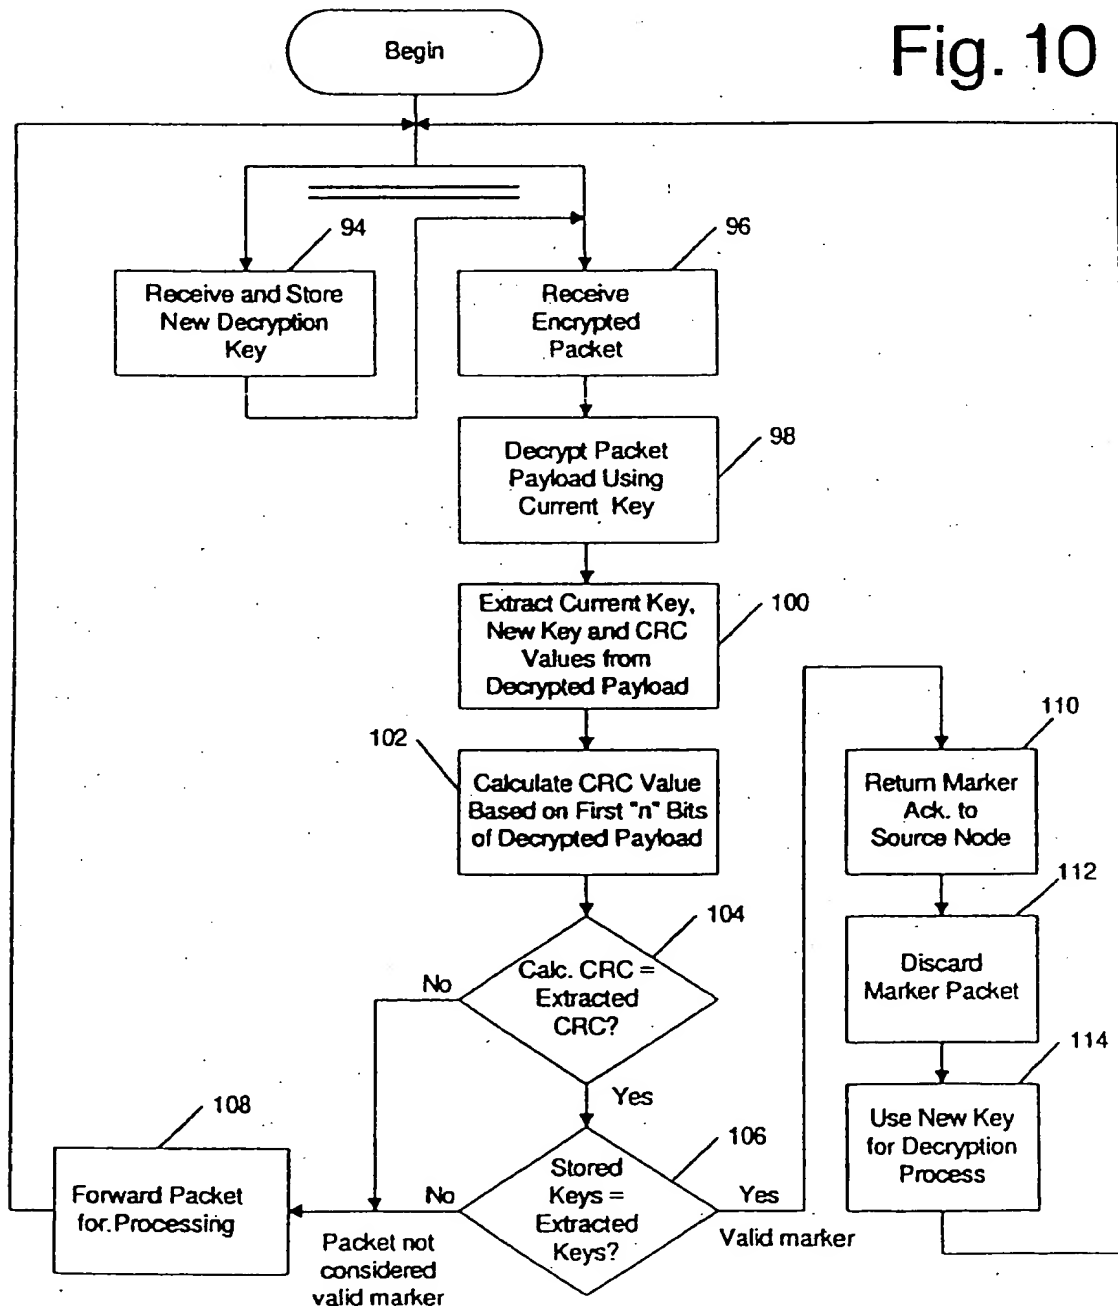 Fig. 10
Begin
94
Receive and Store
New Decryption
Key
96
Receive
Encrypted
Packet
98
Decrypt Packet
Payload Using
Current Key
100
Extract Current Key,
New Key and CRC
Values from
Decrypted Payload
102
Calculate CRC Value
Based on First "n" Bits
of Decrypted Payload
104
Calc. CRC =
Extracted
CRC?
No
Yes
106
Stored
Keys =
Extracted
Keys?
No
Packet not
considered
valid marker
Yes
Valid marker
108
Forward Packet
for Processing
110
Return Marker
Ack. to
Source Node
112
Discard
Marker Packet
114
Use New Key
for Decryption
Process